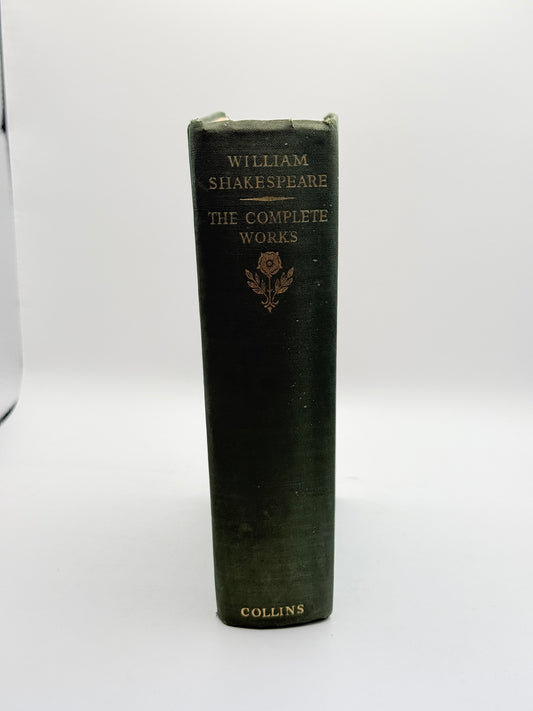 WILLIAM
SHAKESPEARE
THE COMPLETE
WORKS
COLLINS